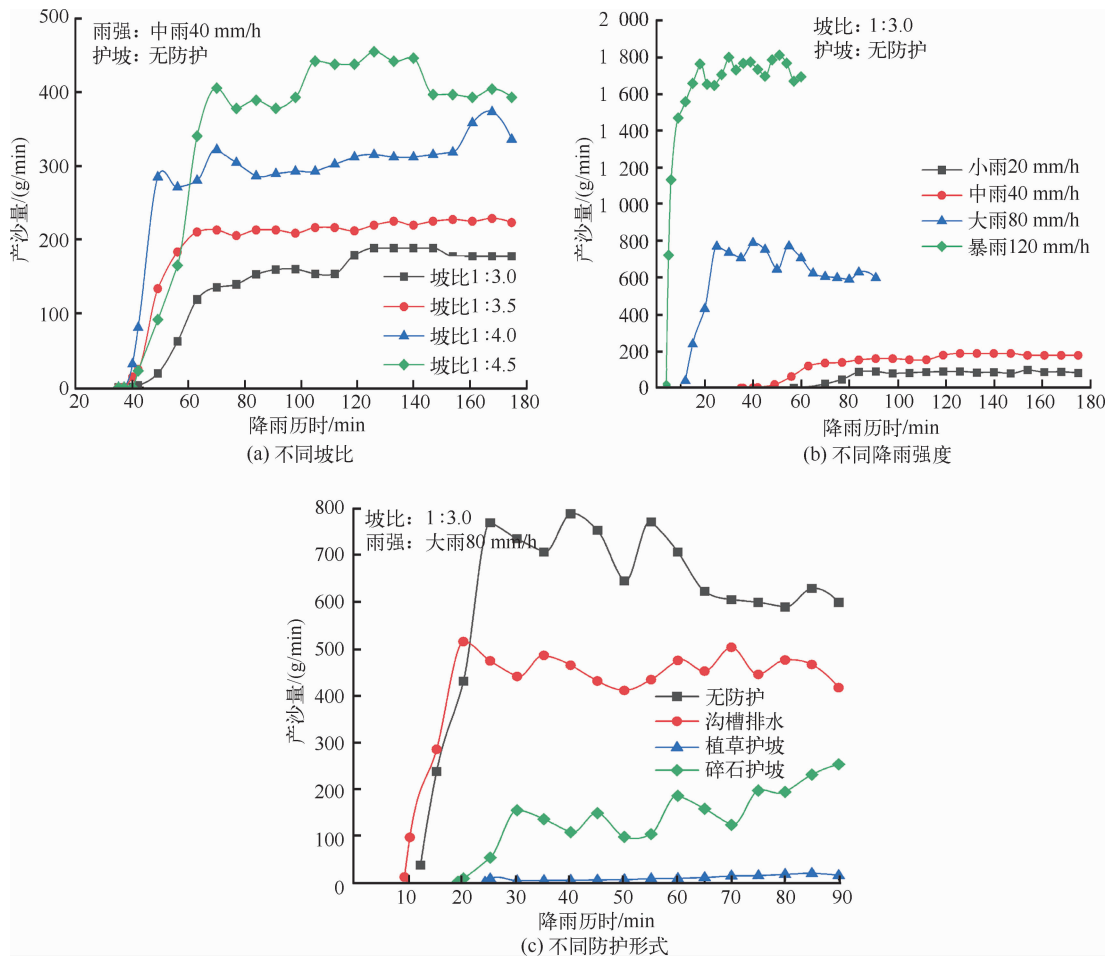 雨强：中雨40 mm/h
护坡：无防护
500
400
300
200
100
0
产沙量/(g/min)
坡比1∶3.0
坡比1∶3.5
坡比1∶4.0
坡比1∶4.5
20 40 60 80 100 120 140 160 180
降雨历时/min
(a) 不同坡比
坡比：1∶3.0
护坡：无防护
2 000
1 800
1 600
1 400
1 200
1 000
800
600
400
200
0
产沙量/(g/min)
小雨20 mm/h
中雨40 mm/h
大雨80 mm/h
暴雨120 mm/h
20 40 60 80 100 120 140 160 180
降雨历时/min
(b) 不同降雨强度
坡比：1∶3.0
雨强：大雨80 mm/h
800
700
600
500
400
300
200
100
0
产沙量/(g/min)
无防护
沟槽排水
植草护坡
碎石护坡
10 20 30 40 50 60 70 80 90
降雨历时/min
(c) 不同防护形式